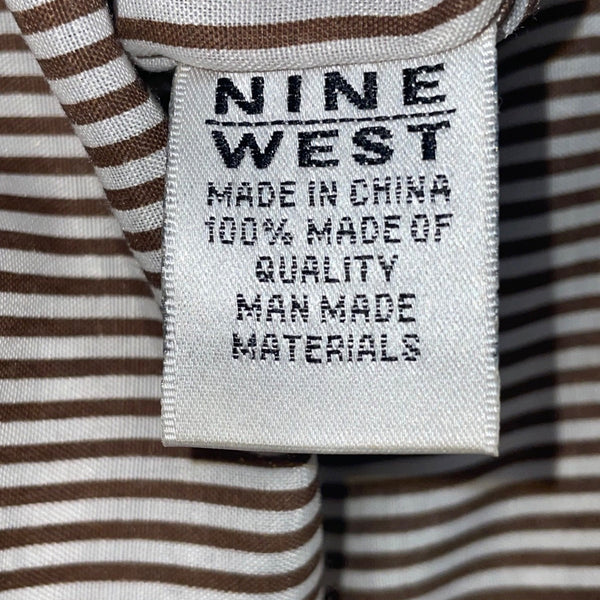 NINE
WEST
MADE IN CHINA
100% MADE OF
QUALITY
MAN MADE
MATERIALS